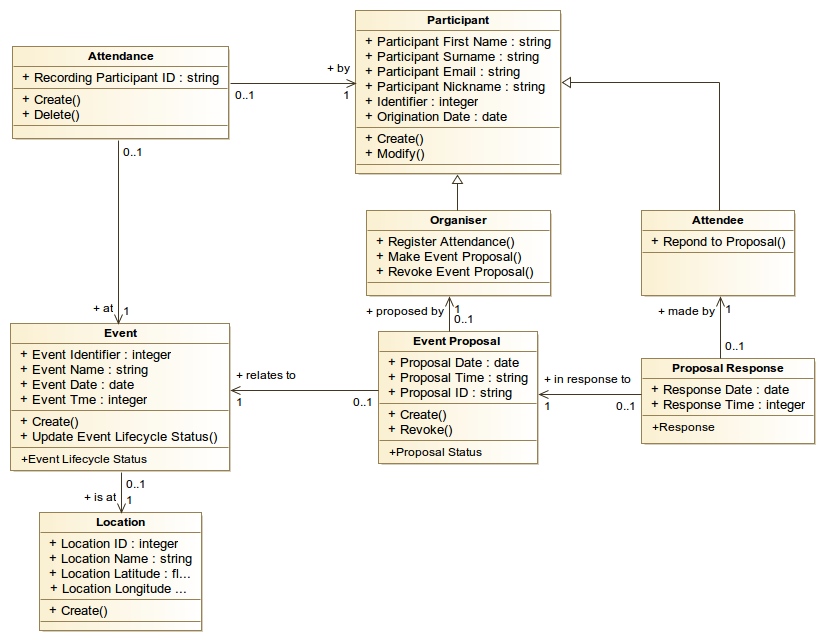 Participant
+ Participant First Name : string
+ Participant Surname : string
+ Participant Email : string
+ Participant Nickname : string
+ Identifier : integer
+ Origination Date : date
+ Create()
+ Modify()
Attendance
+ Recording Participant ID : string
+ Create()
+ Delete()
+ by
0..1
1
0..1
+ at
1
Organiser
+ Register Attendance()
+ Make Event Proposal()
+ Revoke Event Proposal()
Attendee
+ Repond to Proposal()
+ proposed by
1
0..1
+ made by
1
0..1
Event
+ Event Identifier : integer
+ Event Name : string
+ Event Date : date
+ Event Tme : integer
+ Create()
+ Update Event Lifecycle Status()
+Event Lifecycle Status
+ relates to
1
0..1
Event Proposal
+ Proposal Date : date
+ Proposal Time : string
+ Proposal ID : string
+ Create()
+ Revoke()
+Proposal Status
+ in response to
1
0..1
Proposal Response
+ Response Date : date
+ Response Time : integer
+Response
0..1
+ is at
1
Location
+ Location ID : integer
+ Location Name : string
+ Location Latitude : fl...
+ Location Longitude ...
+ Create()